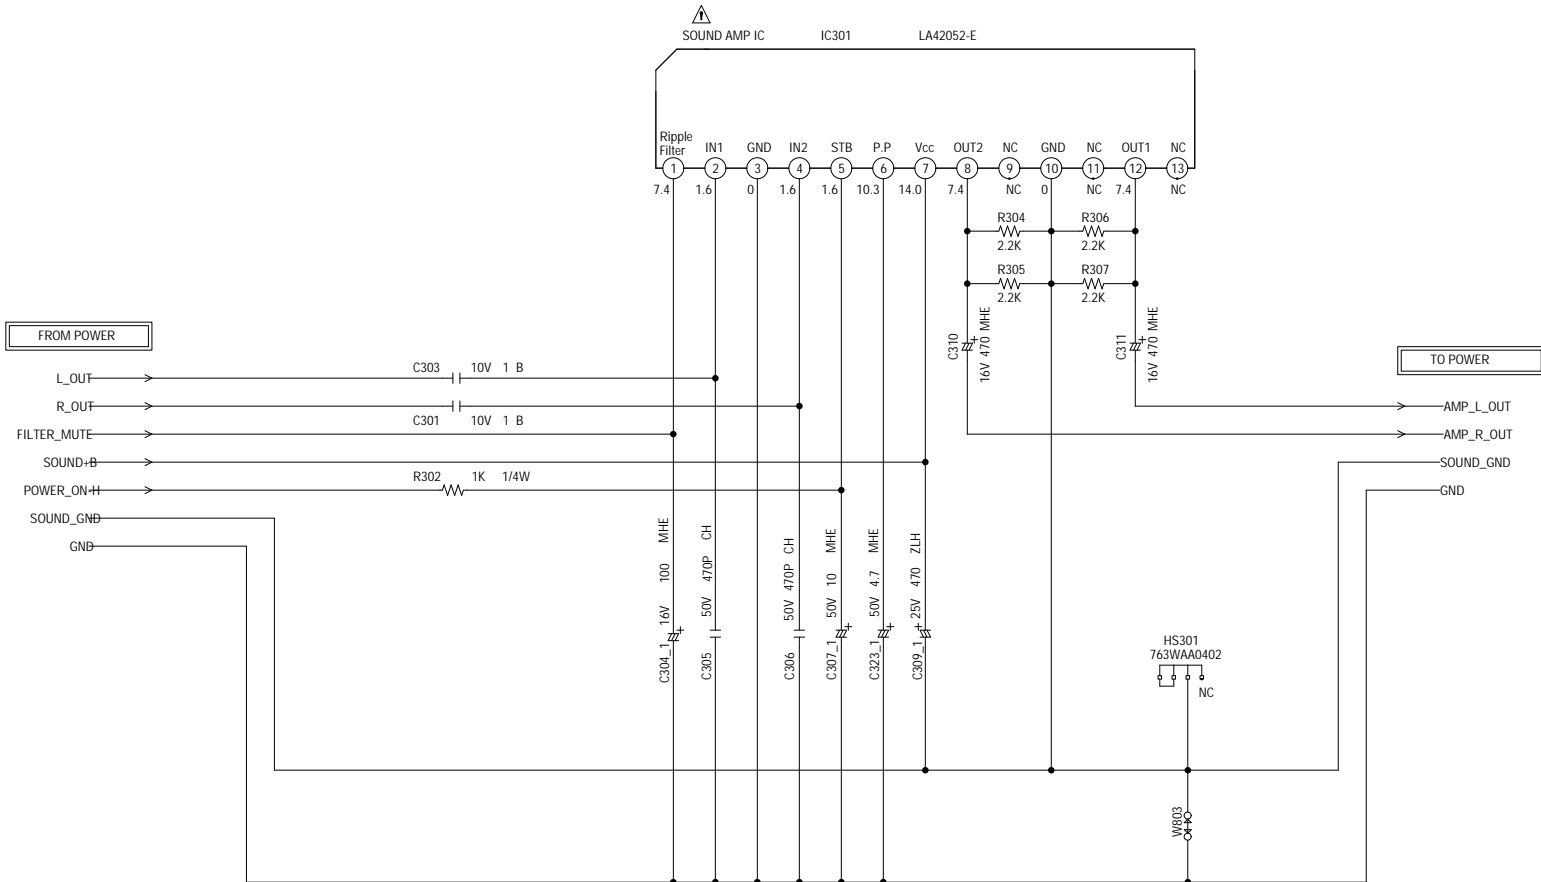 SOUND AMP IC IC301 LA42052-E
Ripple
Filter IN1 GND IN2 STB P.P Vcc OUT2 NC GND NC OUT1 NC
1 2 3 4 5 6 7 8 9 10 11 12 13
7.4 1.6 0 1.6 1.6 10.3 14.0 7.4 NC 0 NC 7.4 NC
R304 R306
2.2K 2.2K
R305 R307
2.2K 2.2K
C310 16V 470 MHE
C311 16V 470 MHE
FROM POWER
TO POWER
L_OUT
C303 10V 1 B
R_OUT
C301 10V 1 B
FILTER_MUTE
SOUND+B
POWER_ON-H
R302 1K 1/4W
SOUND_GND
GND
AMP_L_OUT
AMP_R_OUT
SOUND_GND
GND
C304_1 16V 100 MHE
C305 50V 470P CH
C306 50V 470P CH
C307_1 50V 10 MHE
C323_1 50V 4.7 MHE
C309_1 25V 470 ZLH
HS301
763WAA0402
NC
W803